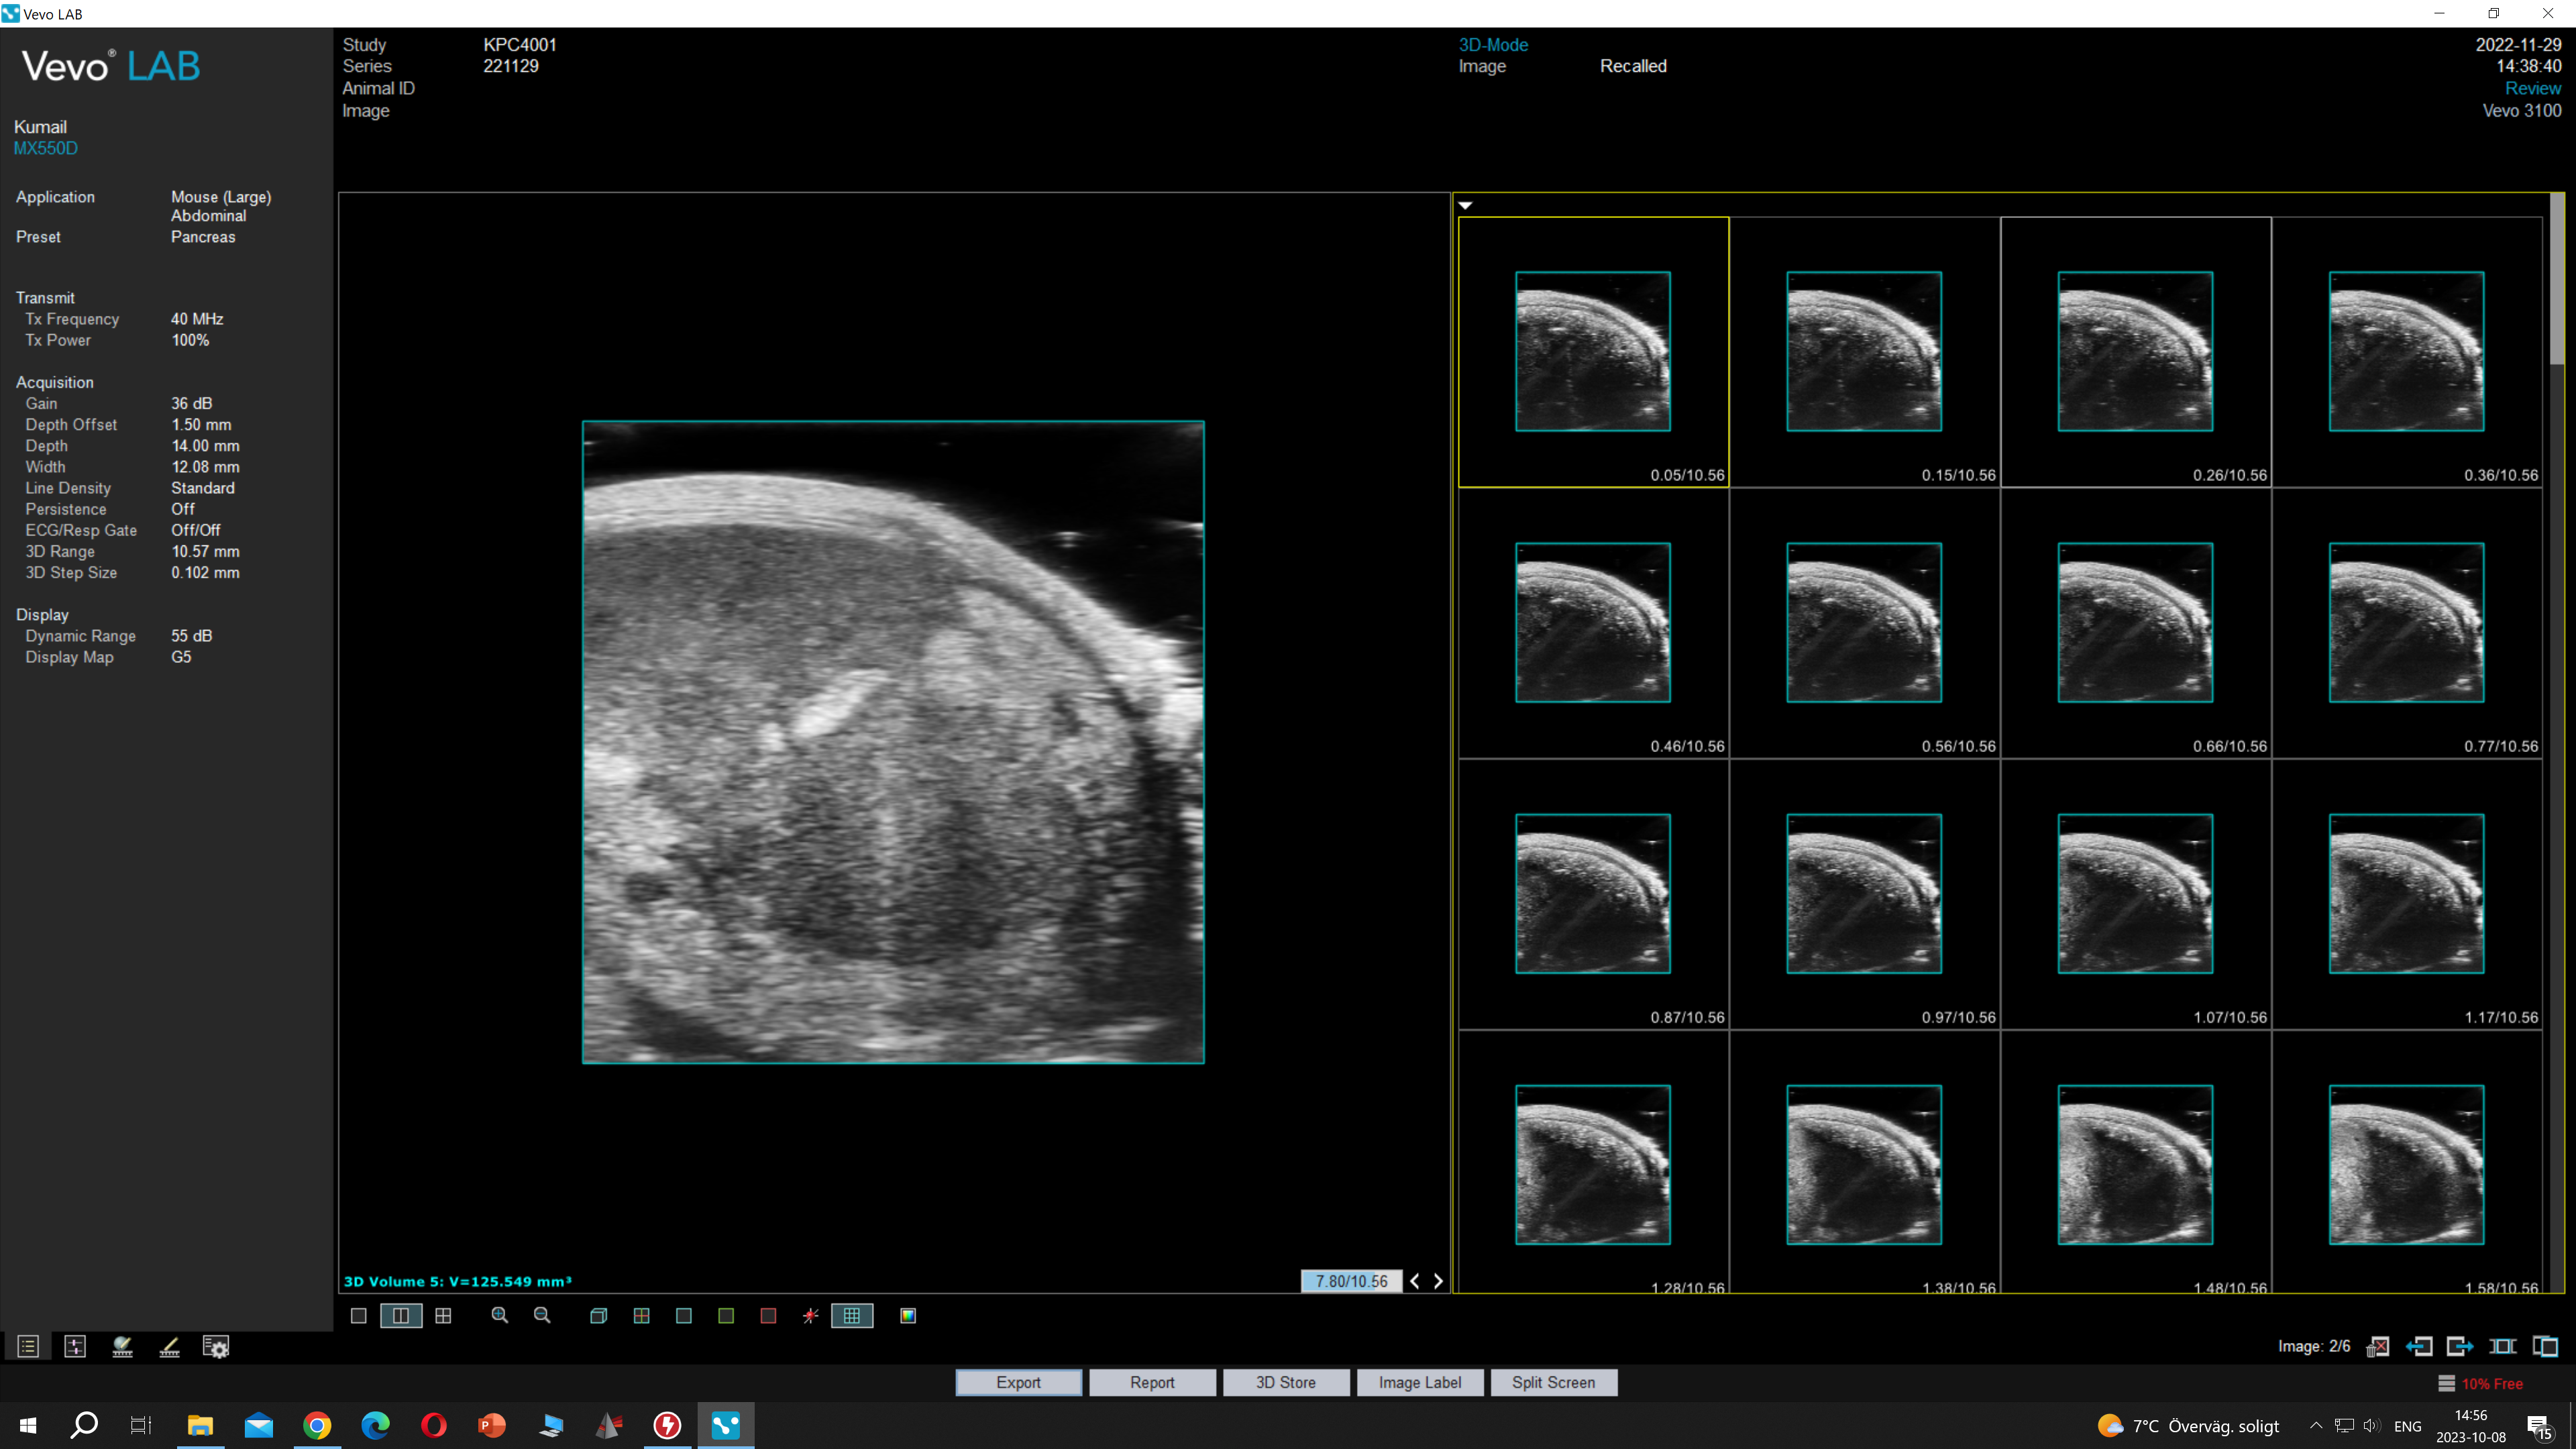 Vevo LAB
Vevo® LAB
Kumail
MX550D
Application Mouse (Large)
Abdominal
Preset Pancreas
Transmit
Tx Frequency 40 MHz
Tx Power 100%
Acquisition
Gain 36 dB
Depth Offset 1.50 mm
Depth 14.00 mm
Width 12.08 mm
Line Density Standard
Persistence Off
ECG/Resp Gate Off/Off
3D Range 10.57 mm
3D Step Size 0.102 mm
Display
Dynamic Range 55 dB
Display Map G5
Study KPC4001
Series 221129
Animal ID
Image
3D-Mode
Image Recalled
2022-11-29
14:38:40
Review
Vevo 3100
0.05/10.56 0.15/10.56 0.26/10.56 0.36/10.56
0.46/10.56 0.56/10.56 0.66/10.56 0.77/10.56
0.87/10.56 0.97/10.56 1.07/10.56 1.17/10.56
1.28/10.56 1.38/10.56 1.48/10.56 1.58/10.56
3D Volume 5: V=125.549 mm³
7.80/10.56
Image: 2/6
Export Report 3D Store Image Label Split Screen
10% Free
7°C Överväg. soligt
ENG
14:56
2023-10-08
15